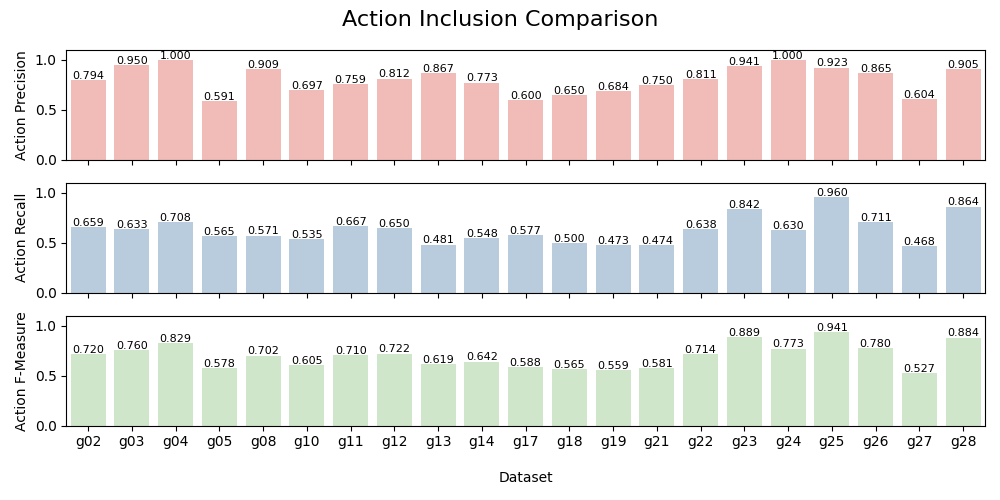 Action Inclusion Comparison
Action Precision
1.0
0.5
0.0
0.794 0.950 1.000 0.591 0.909 0.697 0.759 0.812 0.867 0.773 0.600 0.650 0.684 0.750 0.811 0.941 1.000 0.923 0.865 0.604 0.905
Action Recall
1.0
0.5
0.0
0.659 0.633 0.708 0.565 0.571 0.535 0.667 0.650 0.481 0.548 0.577 0.500 0.473 0.474 0.638 0.842 0.630 0.960 0.711 0.468 0.864
Action F-Measure
1.0
0.5
0.0
0.720 0.760 0.829 0.578 0.702 0.605 0.710 0.722 0.619 0.642 0.588 0.565 0.559 0.581 0.714 0.889 0.773 0.941 0.780 0.527 0.884
g02 g03 g04 g05 g08 g10 g11 g12 g13 g14 g17 g18 g19 g21 g22 g23 g24 g25 g26 g27 g28
Dataset